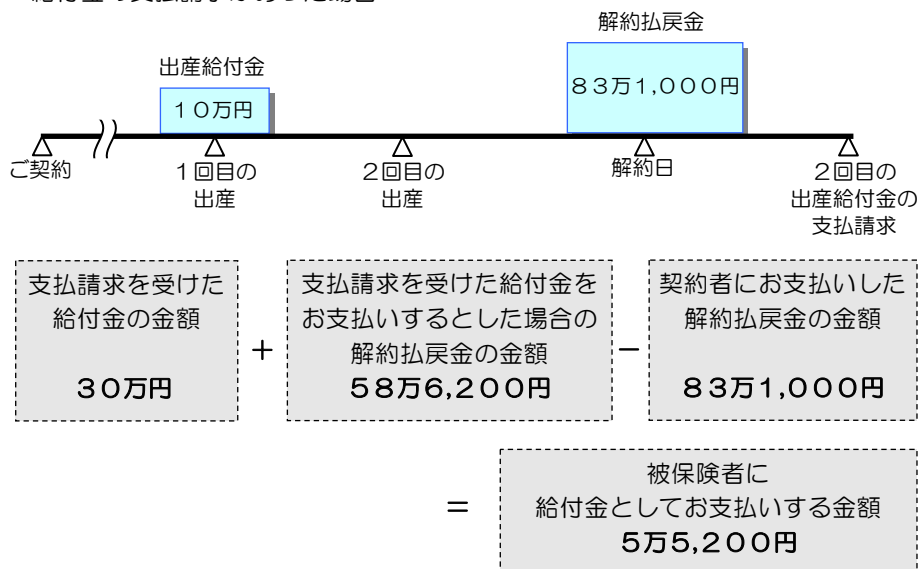 解約払戻金
出産給付金
８３万１,０００円
１０万円
ご契約
１回目の
出産
２回目の
出産
解約日
２回目の
出産給付金の
支払請求
支払請求を受けた
給付金の金額
３０万円
＋
支払請求を受けた給付金を
お支払いするとした場合の
解約払戻金の金額
５８万６,２００円
－
契約者にお支払いした
解約払戻金の金額
８３万１,０００円
＝
被保険者に
給付金としてお支払いする金額
５万５,２００円